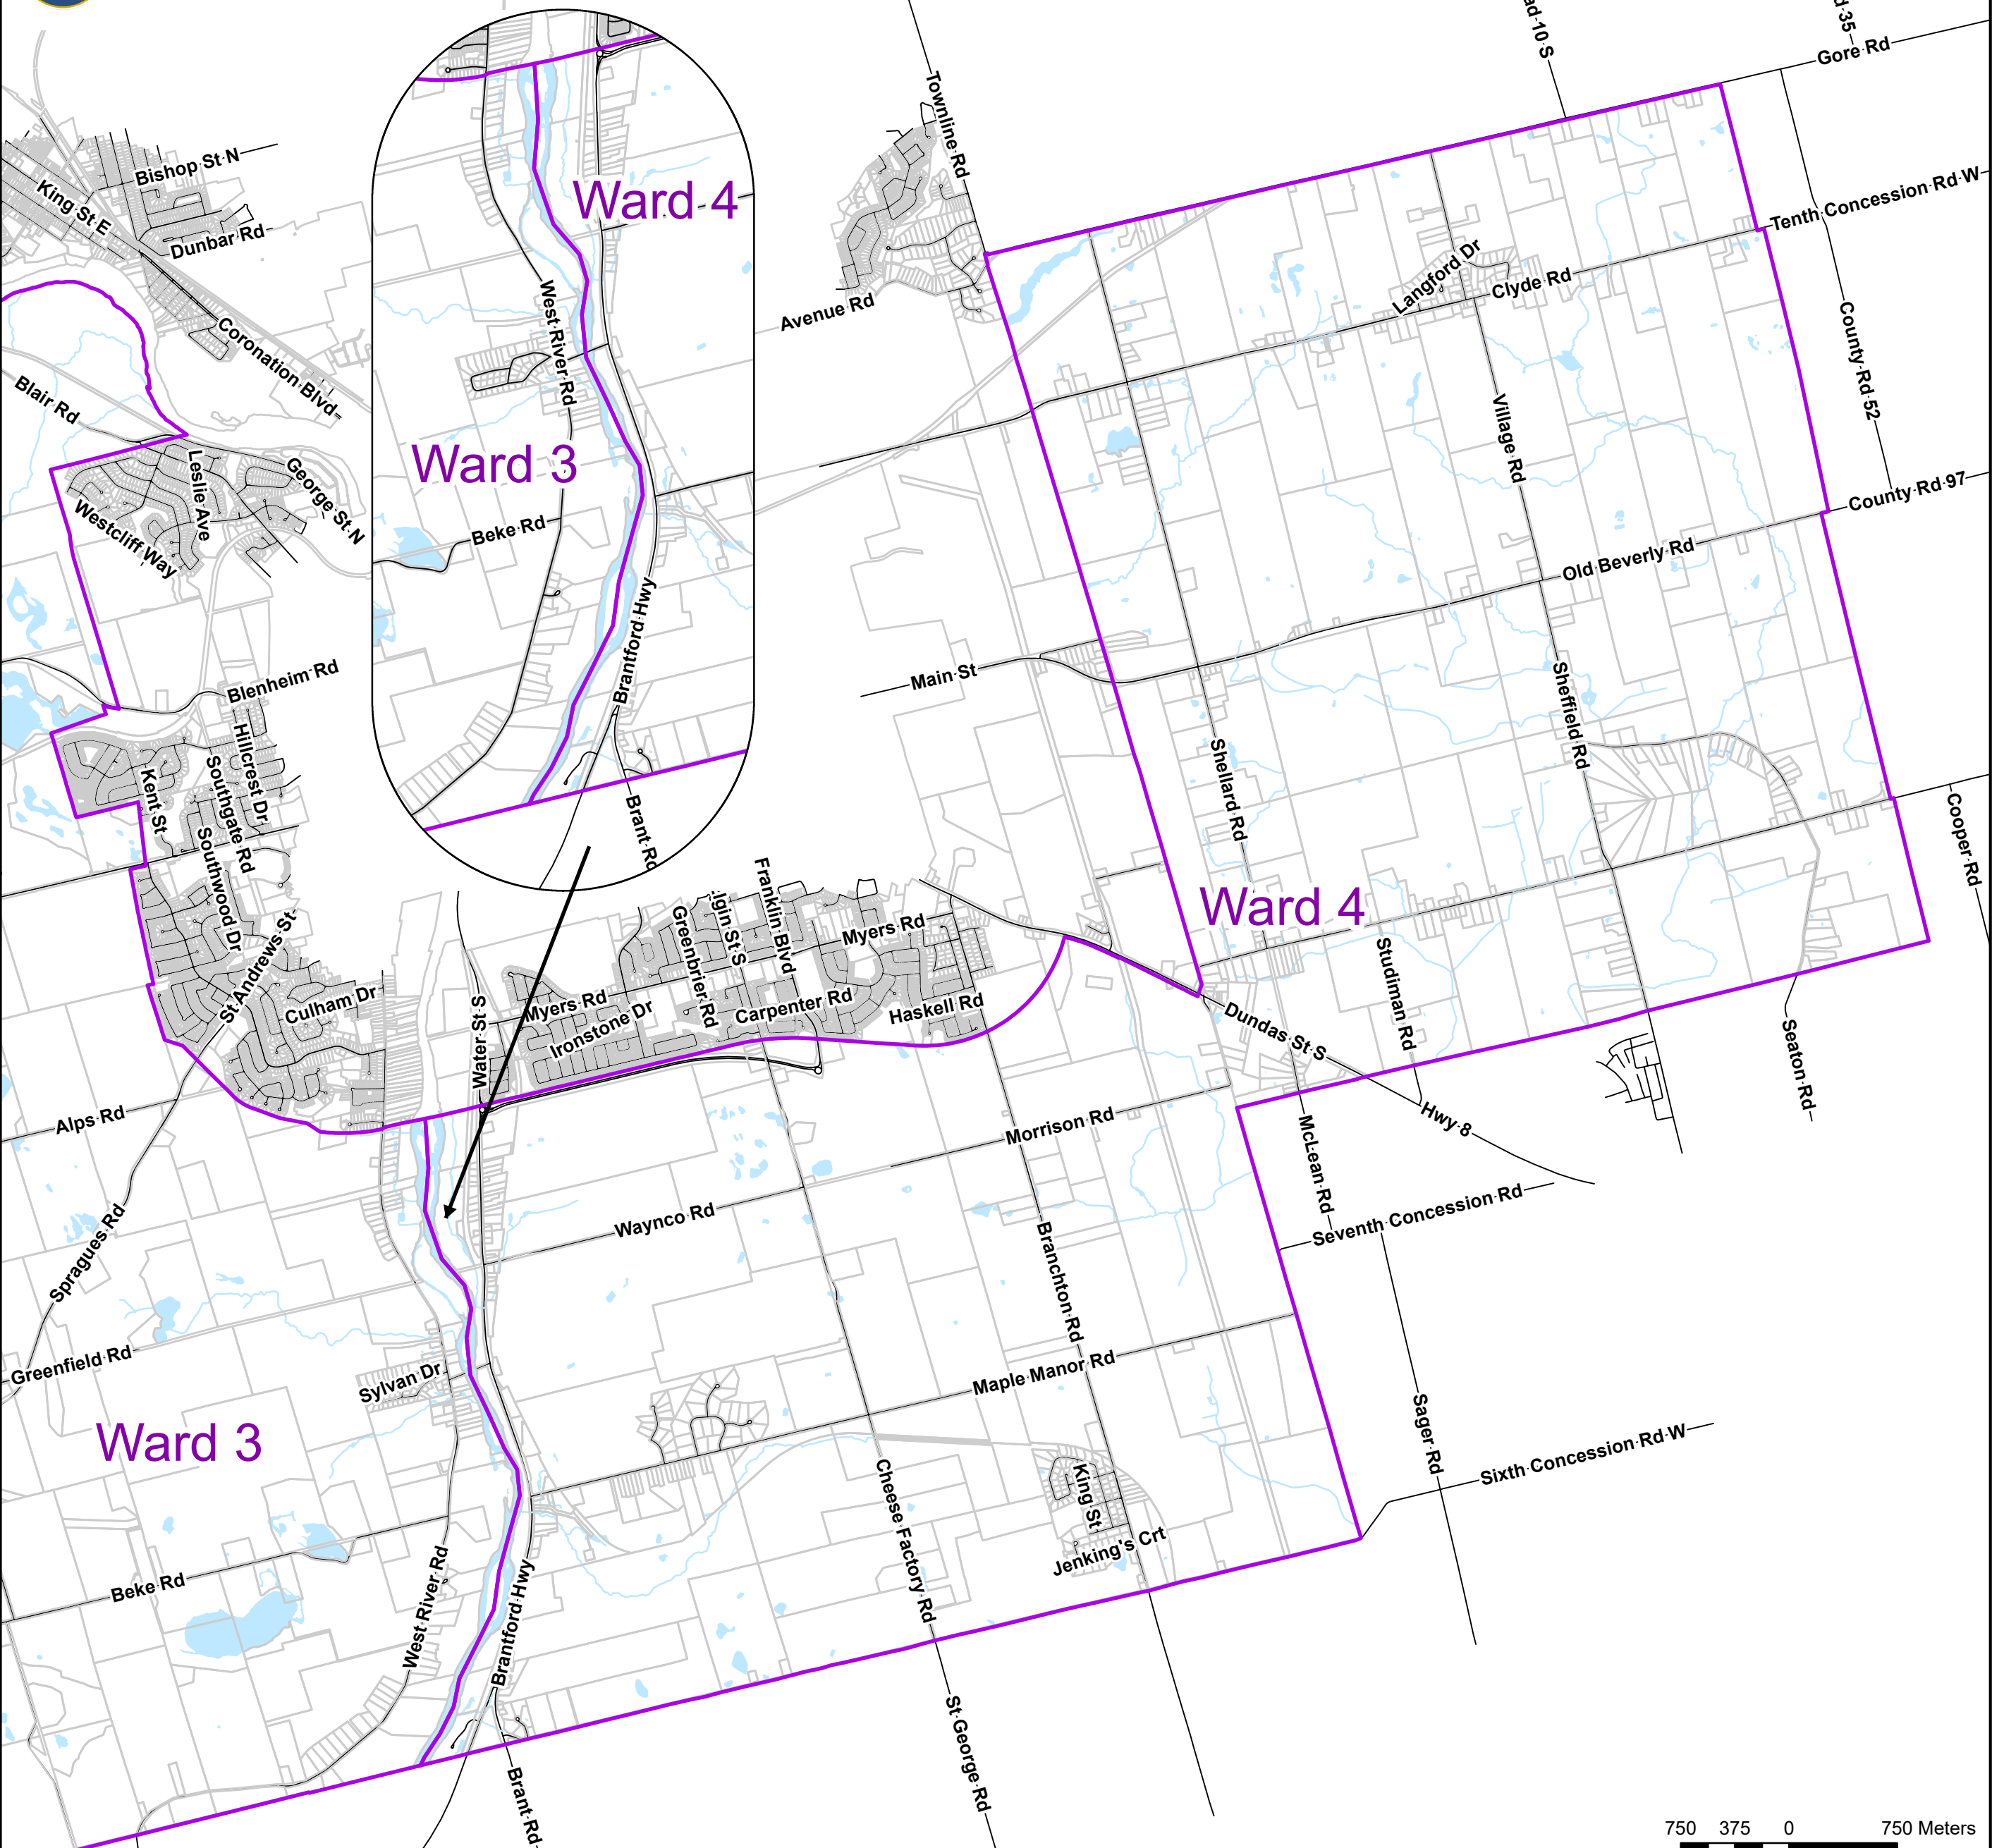 Gore Rd
Bishop St N
King St E
Dunbar Rd
Townline Rd
Tenth Concession Rd W
Ward 4
Langford Dr
Clyde Rd
Avenue Rd
Coronation Blvd
Blair Rd
West River Rd
County Rd 52
Ward 3
Village Rd
Leslie Ave
George St N
Westcliff Way
Beke Rd
County Rd 97
Old Beverly Rd
Brantford Hwy
Blenheim Rd
Main St
Sheffield Rd
Hillcrest Dr
Southgate Rd
Kent St
Shellard Rd
Brant Rd
Cooper Rd
Southwood Dr
St Andrews St
Franklin Blvd
Greenbrier Rd
Myers Rd
Ward 4
Studiman Rd
Culham Dr
Water St S
Myers Rd
Ironstone Dr
Carpenter Rd
Haskell Rd
Dundas St S
Seaton Rd
Alps Rd
Morrison Rd
McLean Rd
Hwy 8
Spragues Rd
Waynco Rd
Branchton Rd
Seventh Concession Rd
Greenfield Rd
Sylvan Dr
Maple Manor Rd
Ward 3
Sager Rd
Sixth Concession Rd W
Cheese Factory Rd
King St
Jenking's Crt
Beke Rd
West River Rd
Brantford Hwy
St George Rd
Brant Rd
750 375 0 750 Meters